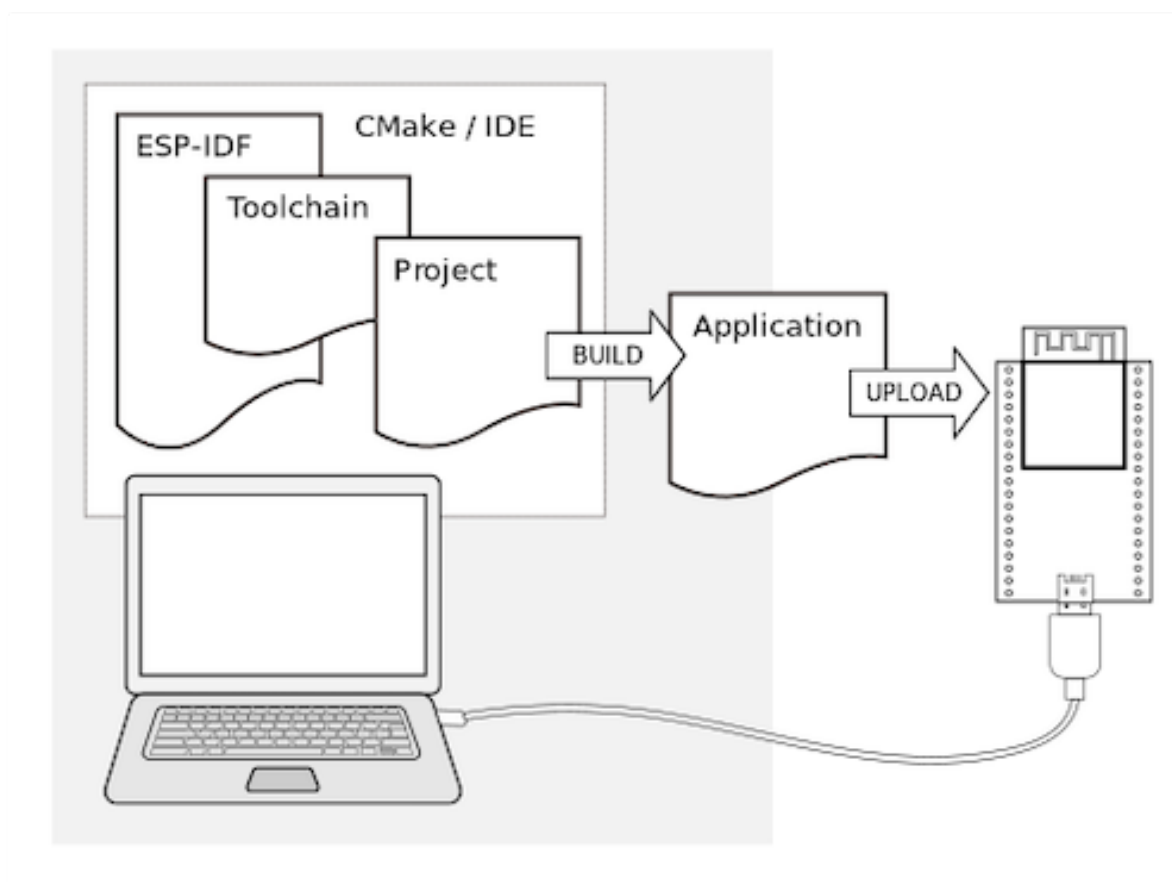 CMake / IDE
ESP-IDF
Toolchain
Project
BUILD
Application
UPLOAD